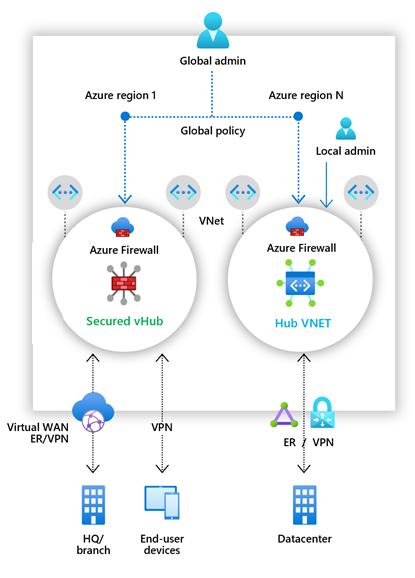 Global admin
Azure region 1
Azure region N
Global policy
Local admin
VNet
Azure Firewall
Azure Firewall
Secured vHub
Hub VNET
Virtual WAN
ER/VPN
VPN
ER / VPN
HQ/
branch
End-user
devices
Datacenter